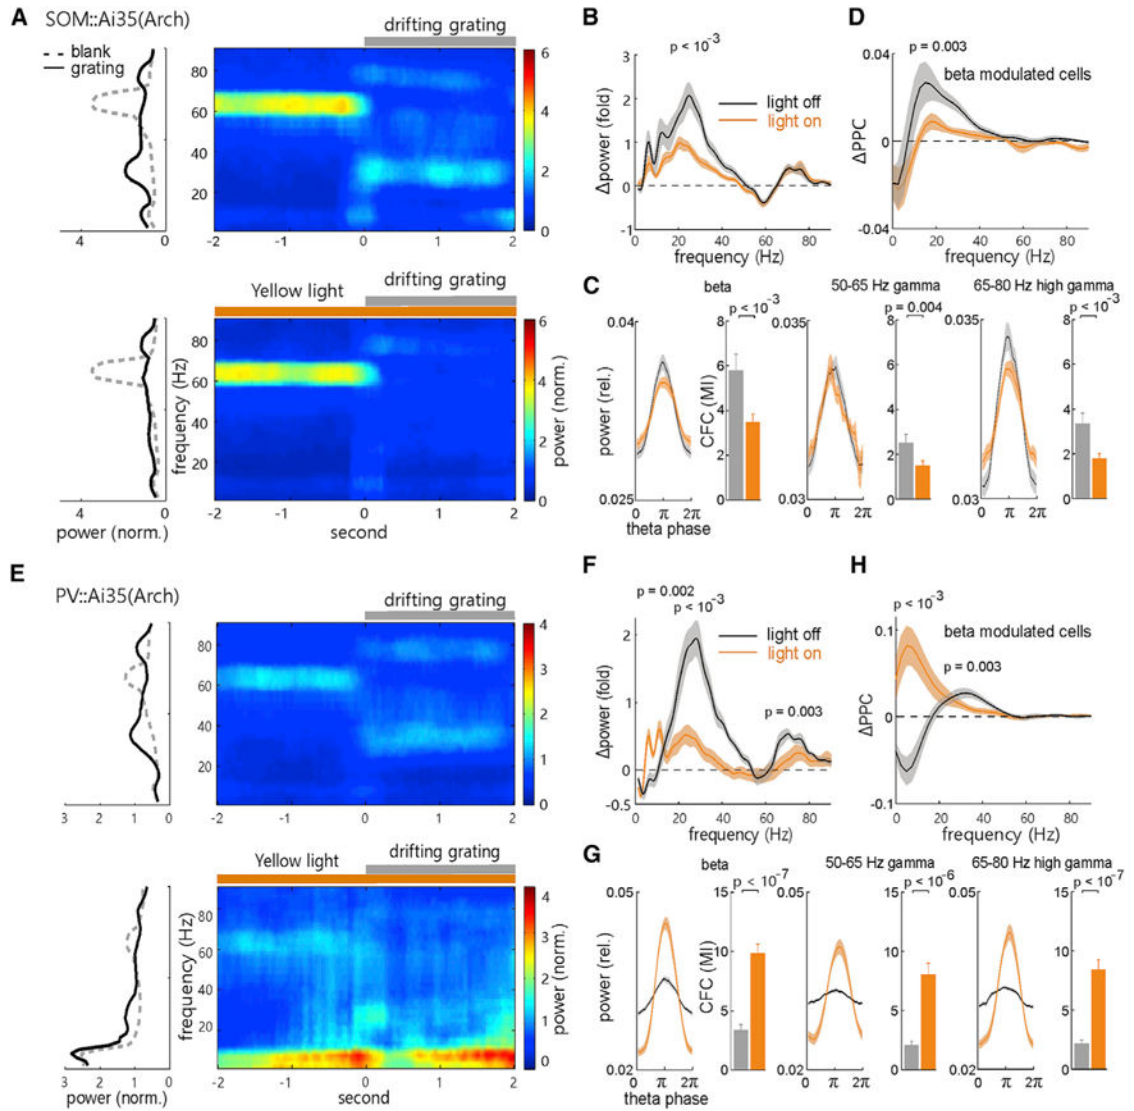 A
SOM::Ai35(Arch)
blank
grating
drifting grating
80
60
40
20
4
0
-2
-1
0
1
2
6
5
4
3
2
1
0
Yellow light
drifting grating
80
60
40
20
frequency (Hz)
4
0
power (norm.)
-2
-1
0
1
2
second
6
5
4
3
2
1
0
power (norm.)
B
p < 10⁻³
light off
light on
Δpower (fold)
3
2
1
0
-1
0
20
40
60
80
frequency (Hz)
D
p = 0.003
beta modulated cells
ΔPPC
0.04
0
-0.04
0
20
40
60
80
frequency (Hz)
C
beta
50-65 Hz gamma
65-80 Hz high gamma
p < 10⁻³
p = 0.004
p < 10⁻³
power (rel.)
0.04
0.025
0
π
2π
theta phase
CFC (MI)
8
6
4
2
0
0.035
0.03
0
π
2π
8
6
4
2
0
0.035
0.03
0
π
2π
8
6
4
2
0
E
PV::Ai35(Arch)
drifting grating
80
60
40
20
3
2
1
0
-2
-1
0
1
2
4
3
2
1
0
Yellow light
drifting grating
80
60
40
20
frequency (Hz)
3
2
1
0
power (norm.)
-2
-1
0
1
2
second
4
3
2
1
0
power (norm.)
F
p = 0.002
p < 10⁻³
light off
light on
p = 0.003
Δpower (fold)
2
1
0
-0.5
0
20
40
60
80
frequency (Hz)
H
p < 10⁻³
beta modulated cells
p = 0.003
ΔPPC
0.1
0
-0.1
0
20
40
60
80
frequency (Hz)
G
beta
50-65 Hz gamma
65-80 Hz high gamma
p < 10⁻⁷
p < 10⁻⁶
p < 10⁻⁷
power (rel.)
0.05
0.02
0
π
2π
theta phase
CFC (MI)
15
10
5
0
0.05
0.02
0
π
2π
15
10
5
0
0.05
0.02
0
π
2π
15
10
5
0